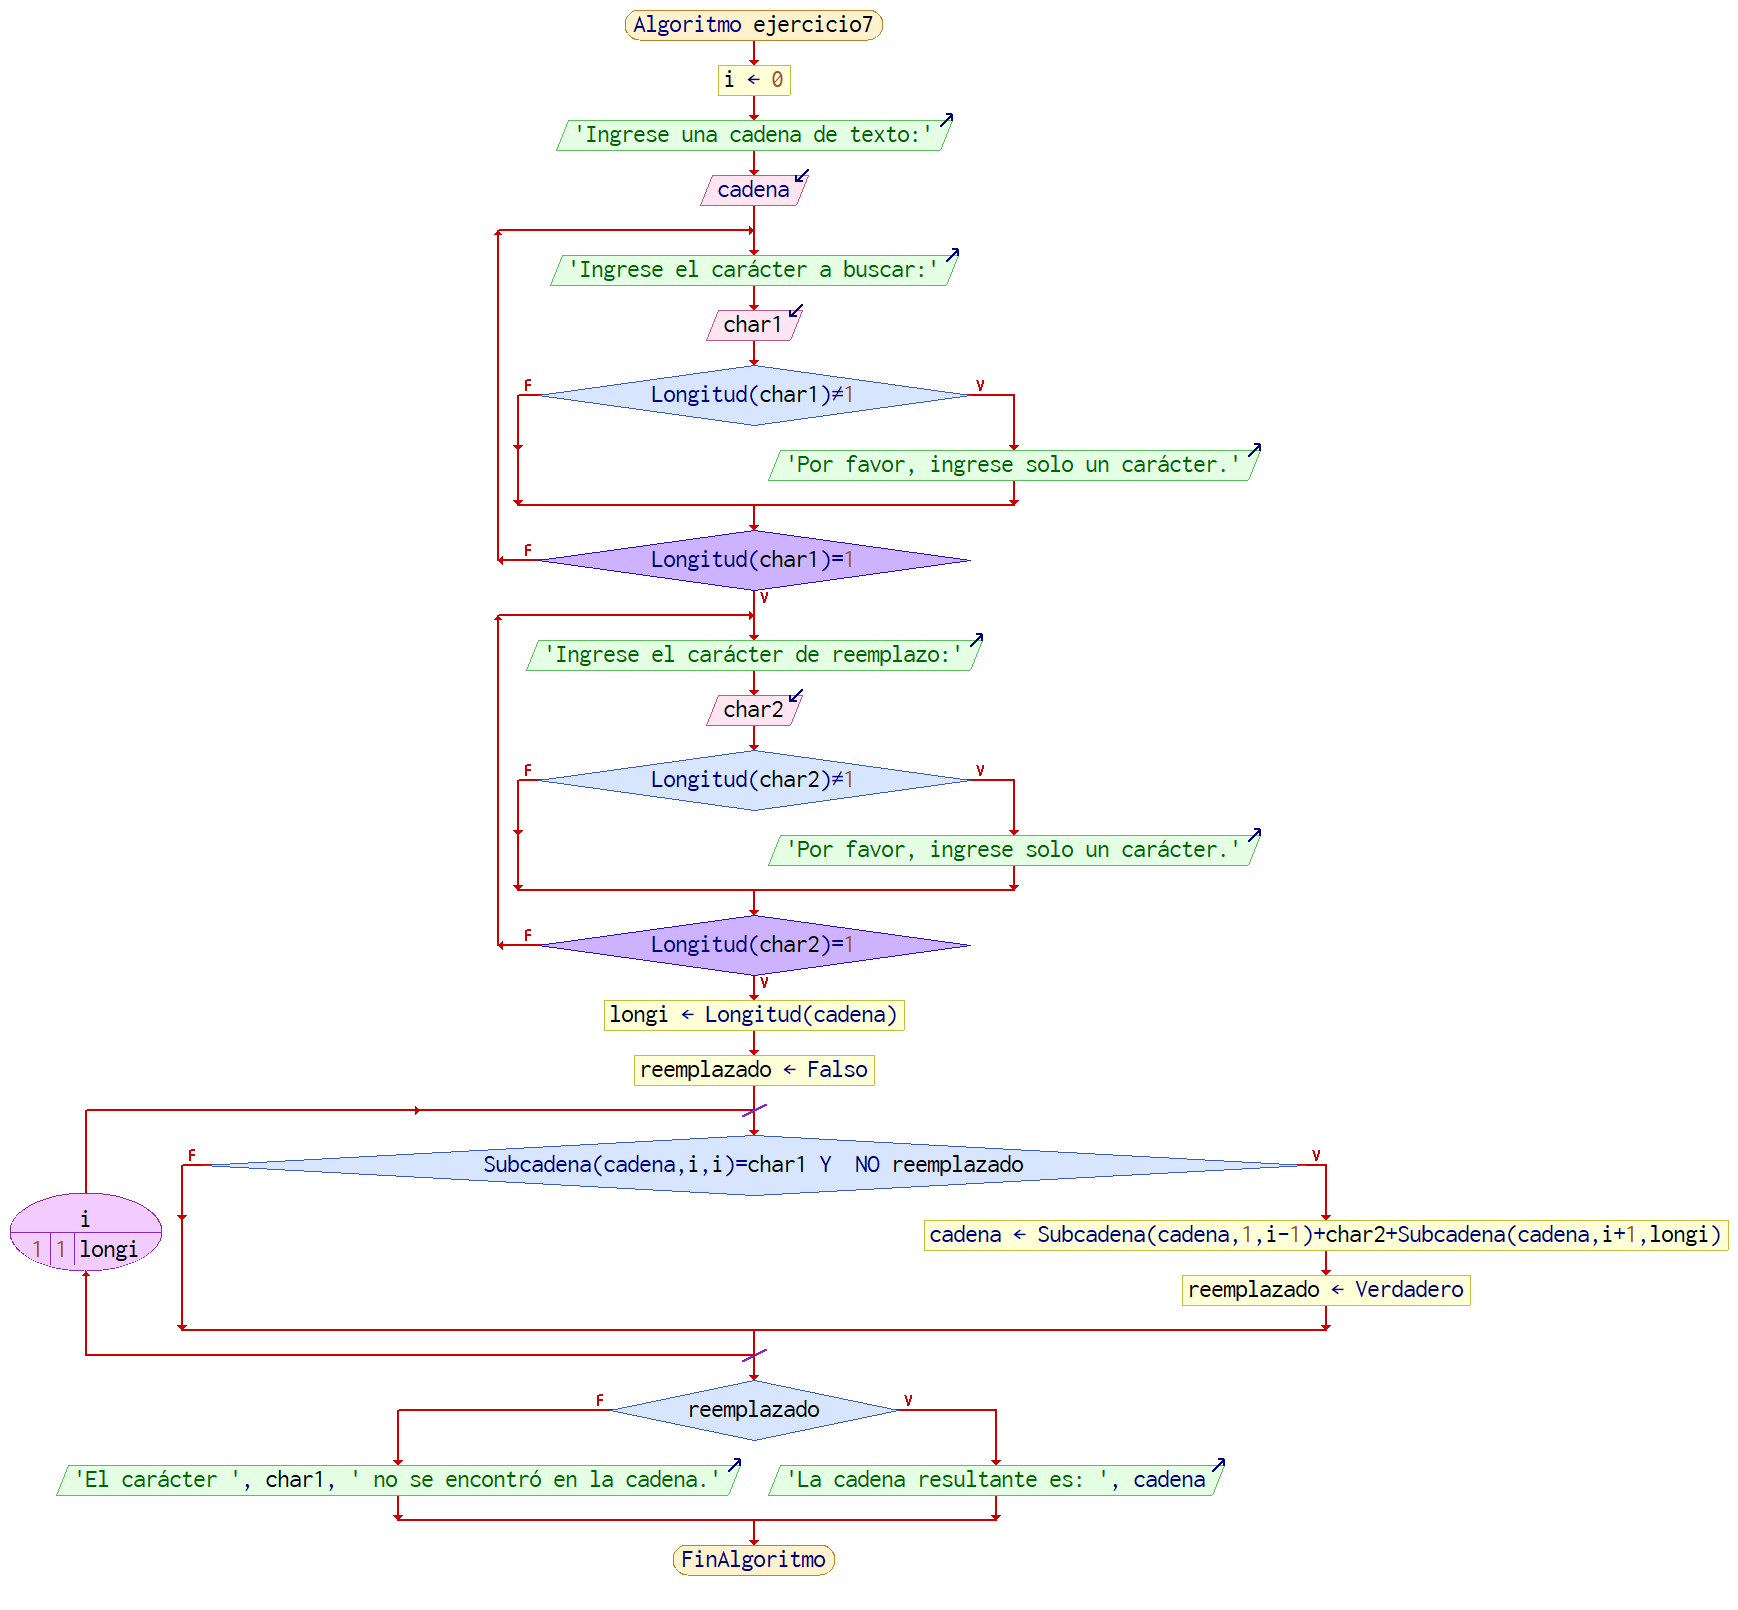 Algoritmo ejercicio7
i ← 0
'Ingrese una cadena de texto:'
cadena
'Ingrese el carácter a buscar:'
char1
F
V
Longitud(char1)≠1
'Por favor, ingrese solo un carácter.'
F
Longitud(char1)=1
V
'Ingrese el carácter de reemplazo:'
char2
F
V
Longitud(char2)≠1
'Por favor, ingrese solo un carácter.'
F
Longitud(char2)=1
V
longi ← Longitud(cadena)
reemplazado ← Falso
F
V
Subcadena(cadena,i,i)=char1 Y  NO reemplazado
i
1 1 longi
cadena ← Subcadena(cadena,1,i-1)+char2+Subcadena(cadena,i+1,longi)
reemplazado ← Verdadero
F
V
reemplazado
'El carácter ', char1, ' no se encontró en la cadena.'
'La cadena resultante es: ', cadena
FinAlgoritmo